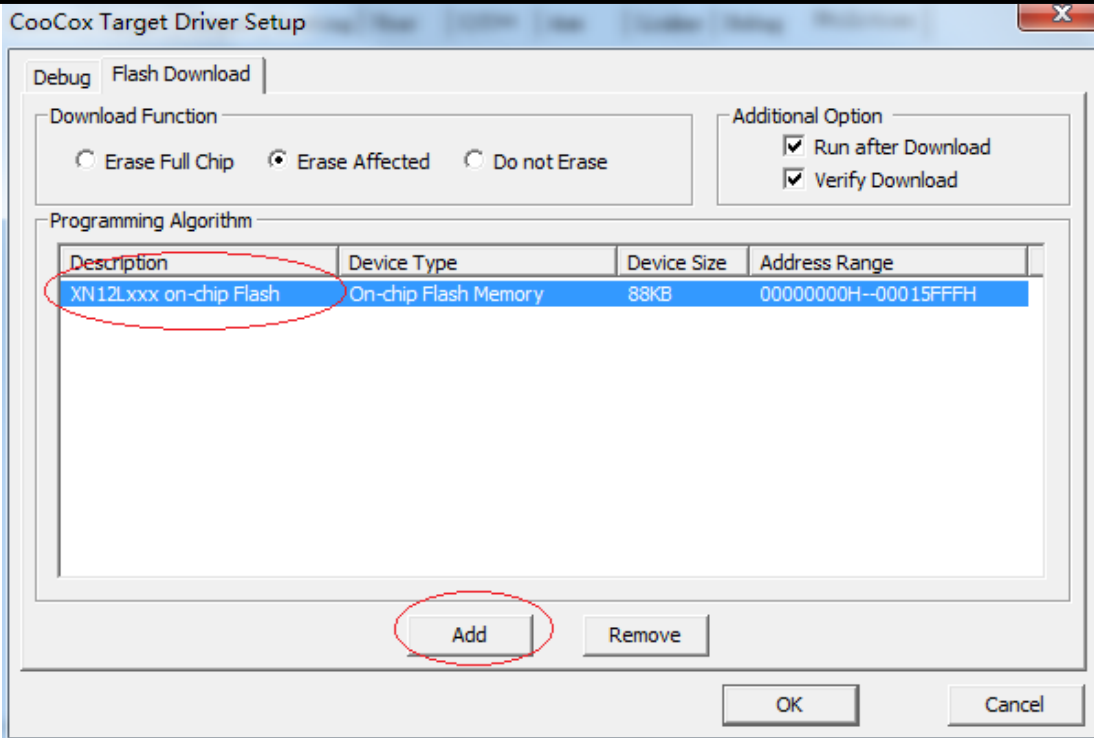 CooCox Target Driver Setup
Debug
Flash Download
Download Function
Erase Full Chip
Erase Affected
Do not Erase
Additional Option
Run after Download
Verify Download
Programming Algorithm
Description Device Type Device Size Address Range
XN12Lxxx on-chip Flash On-chip Flash Memory 88KB 00000000H--00015FFFH
Add Remove
OK Cancel